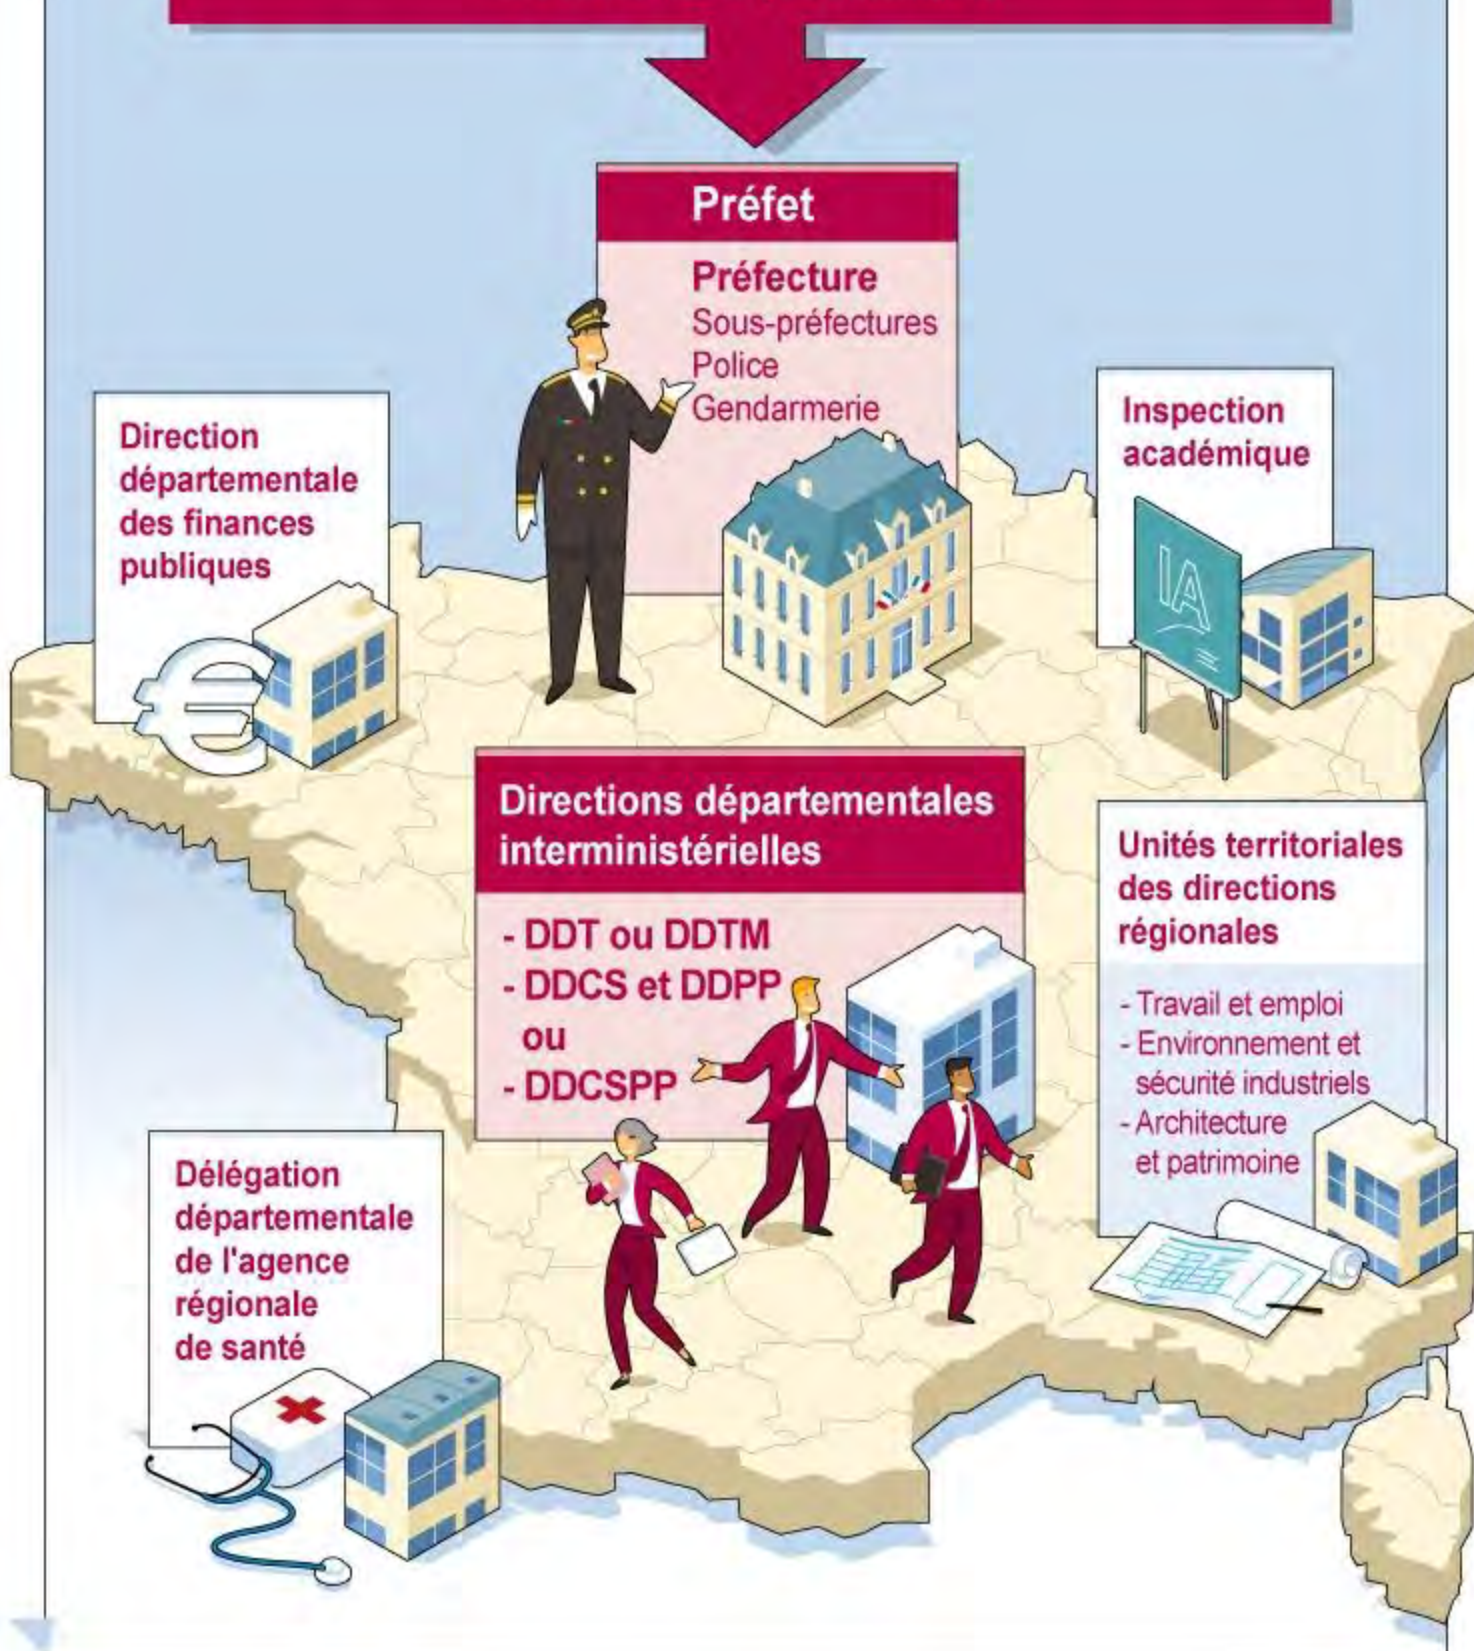 Préfet
Préfecture
Sous-préfectures
Police
Gendarmerie
Direction
départementale
des finances
publiques
Inspection
académique
IA
Directions départementales
interministérielles
- DDT ou DDTM
- DDCS et DDPP
ou
- DDCSPP
Unités territoriales
des directions
régionales
- Travail et emploi
- Environnement et
sécurité industriels
- Architecture
et patrimoine
Délégation
départementale
de l'agence
régionale
de santé